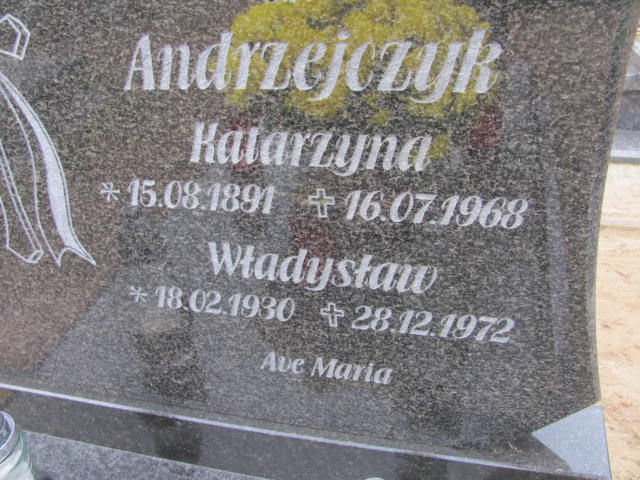 Andrzejczyk
Katarzyna
* 15.08.1891 ✝ 16.07.1968
Władysław
* 18.02.1930 ✝ 28.12.1972
Ave Maria